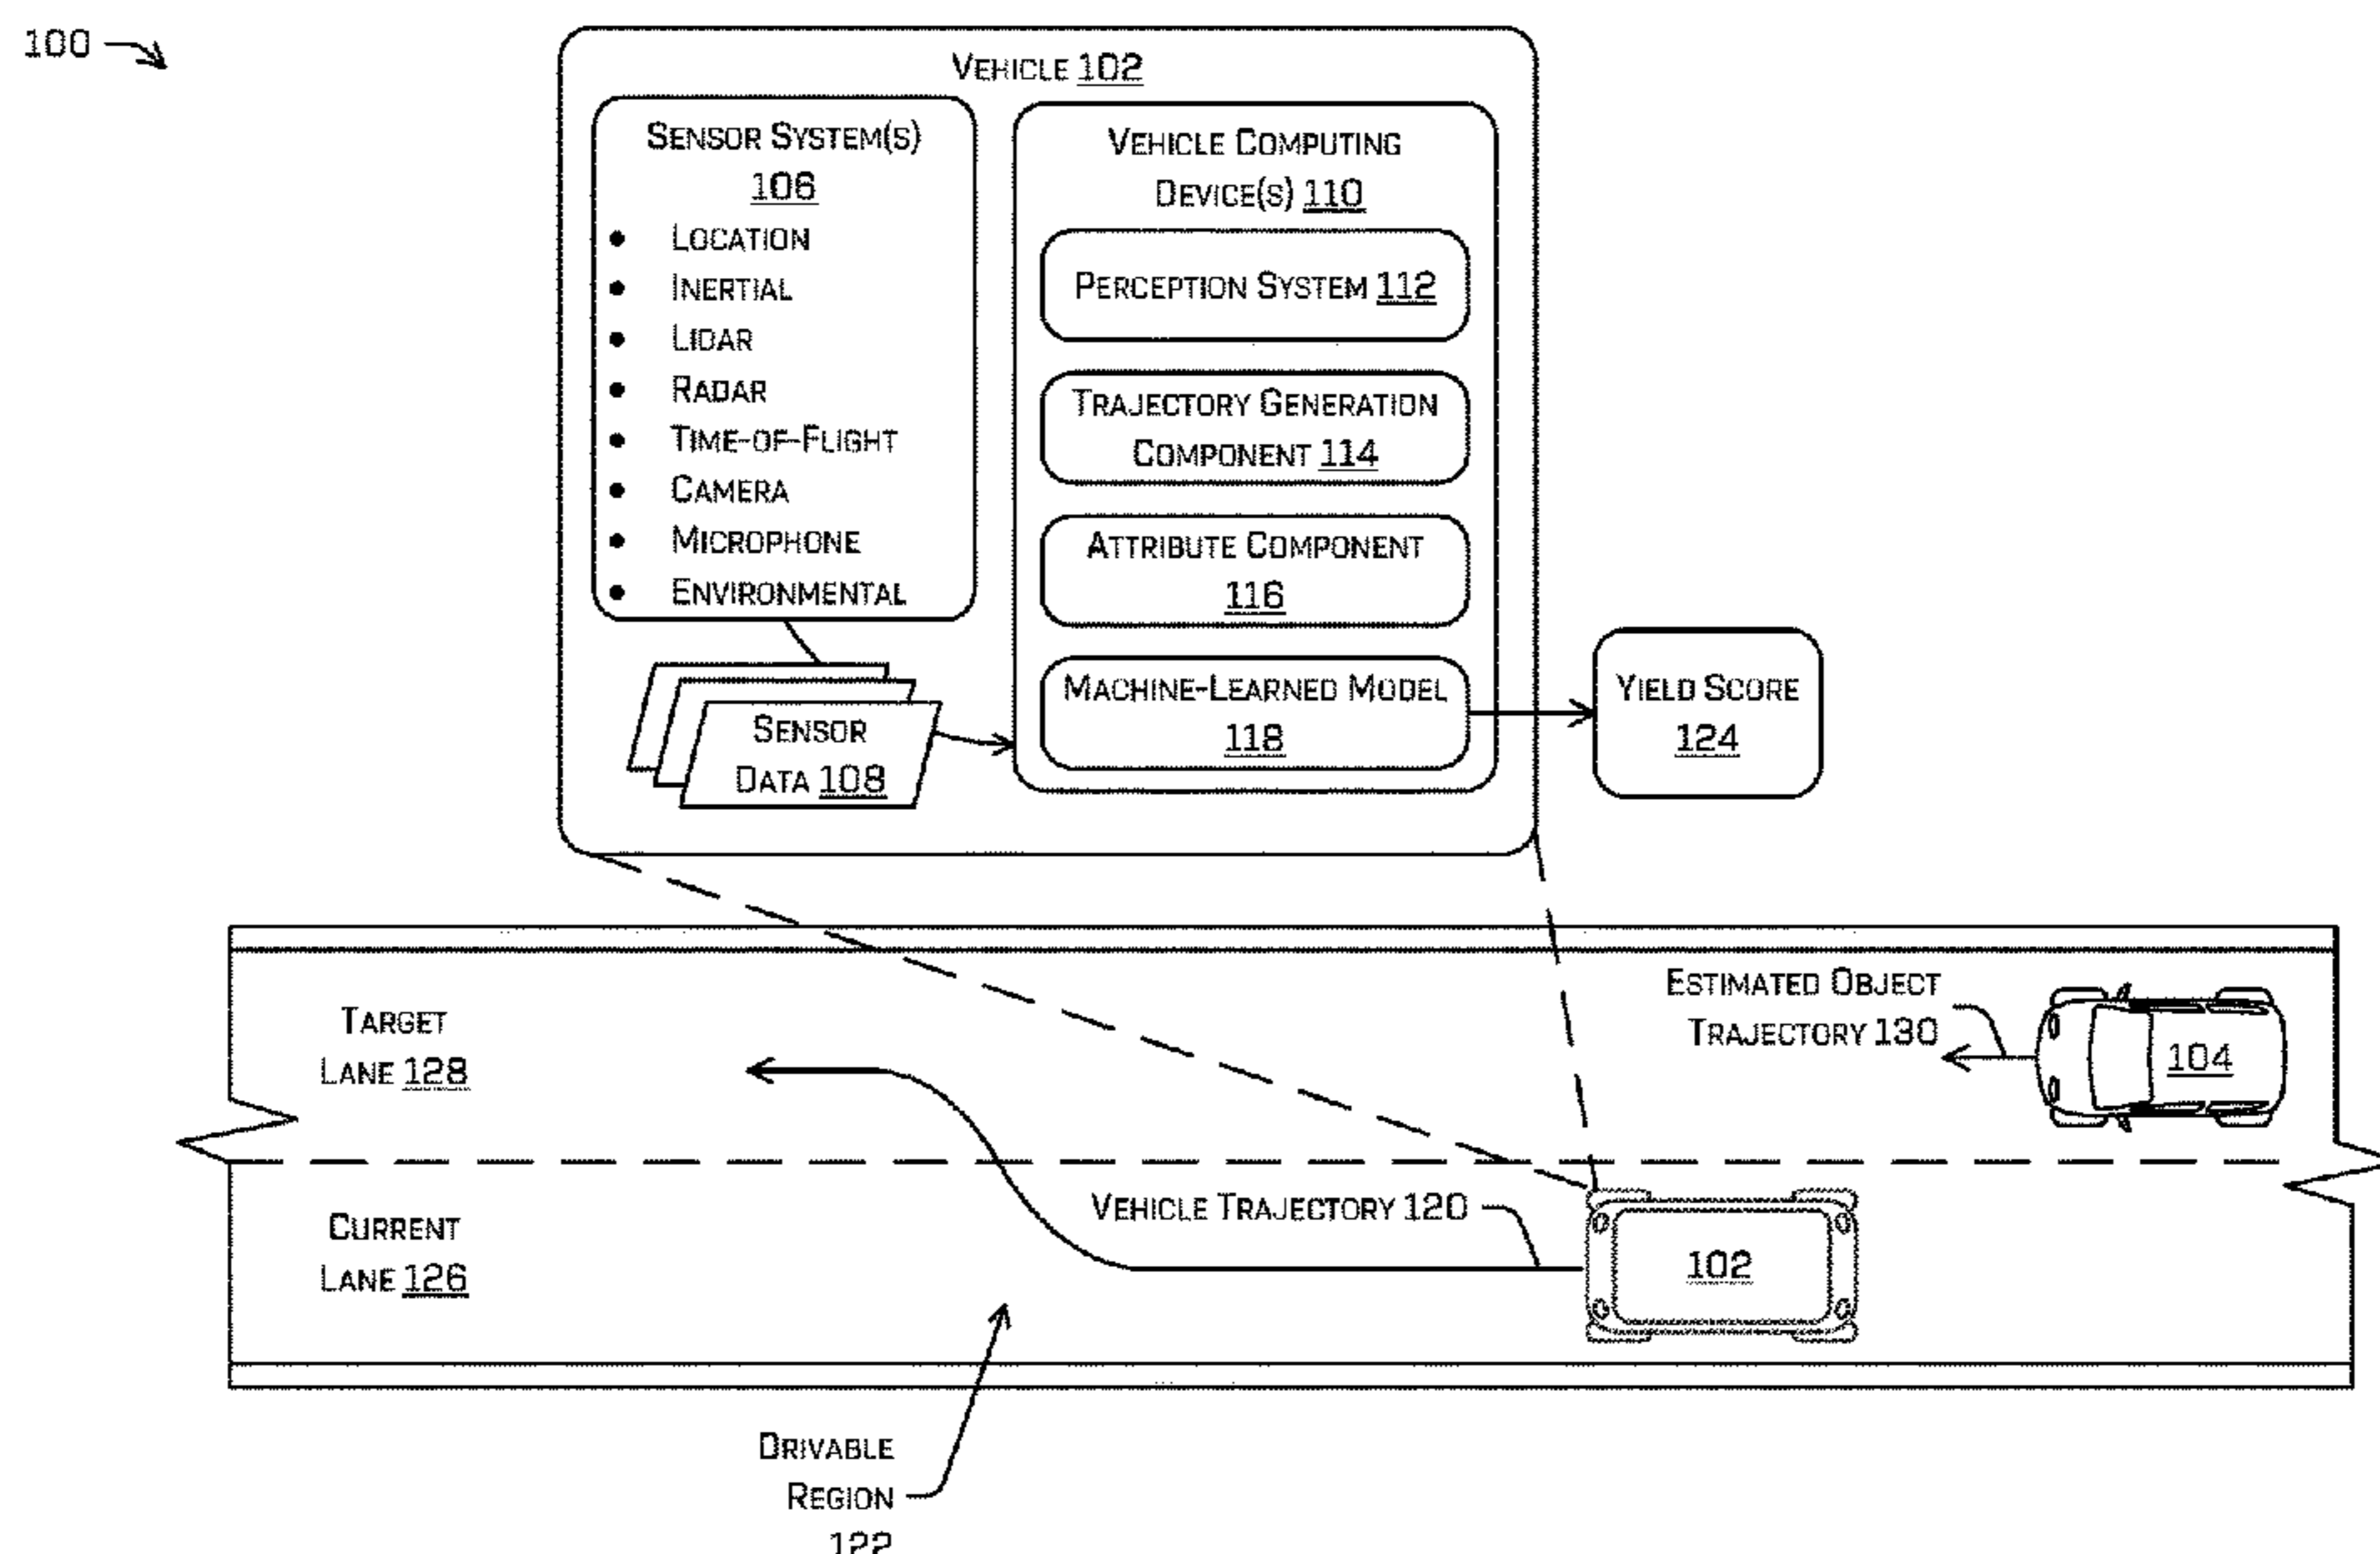 100
VEHICLE 102
SENSOR SYSTEM(S)
106
• LOCATION
• INERTIAL
• LIDAR
• RADAR
• TIME-OF-FLIGHT
• CAMERA
• MICROPHONE
• ENVIRONMENTAL
SENSOR
DATA 108
VEHICLE COMPUTING
DEVICE(S) 110
PERCEPTION SYSTEM 112
TRAJECTORY GENERATION
COMPONENT 114
ATTRIBUTE COMPONENT
116
MACHINE-LEARNED MODEL
118
YIELD SCORE
124
TARGET
LANE 128
ESTIMATED OBJECT
TRAJECTORY 130
104
CURRENT
LANE 126
VEHICLE TRAJECTORY 120
102
DRIVABLE
REGION
122